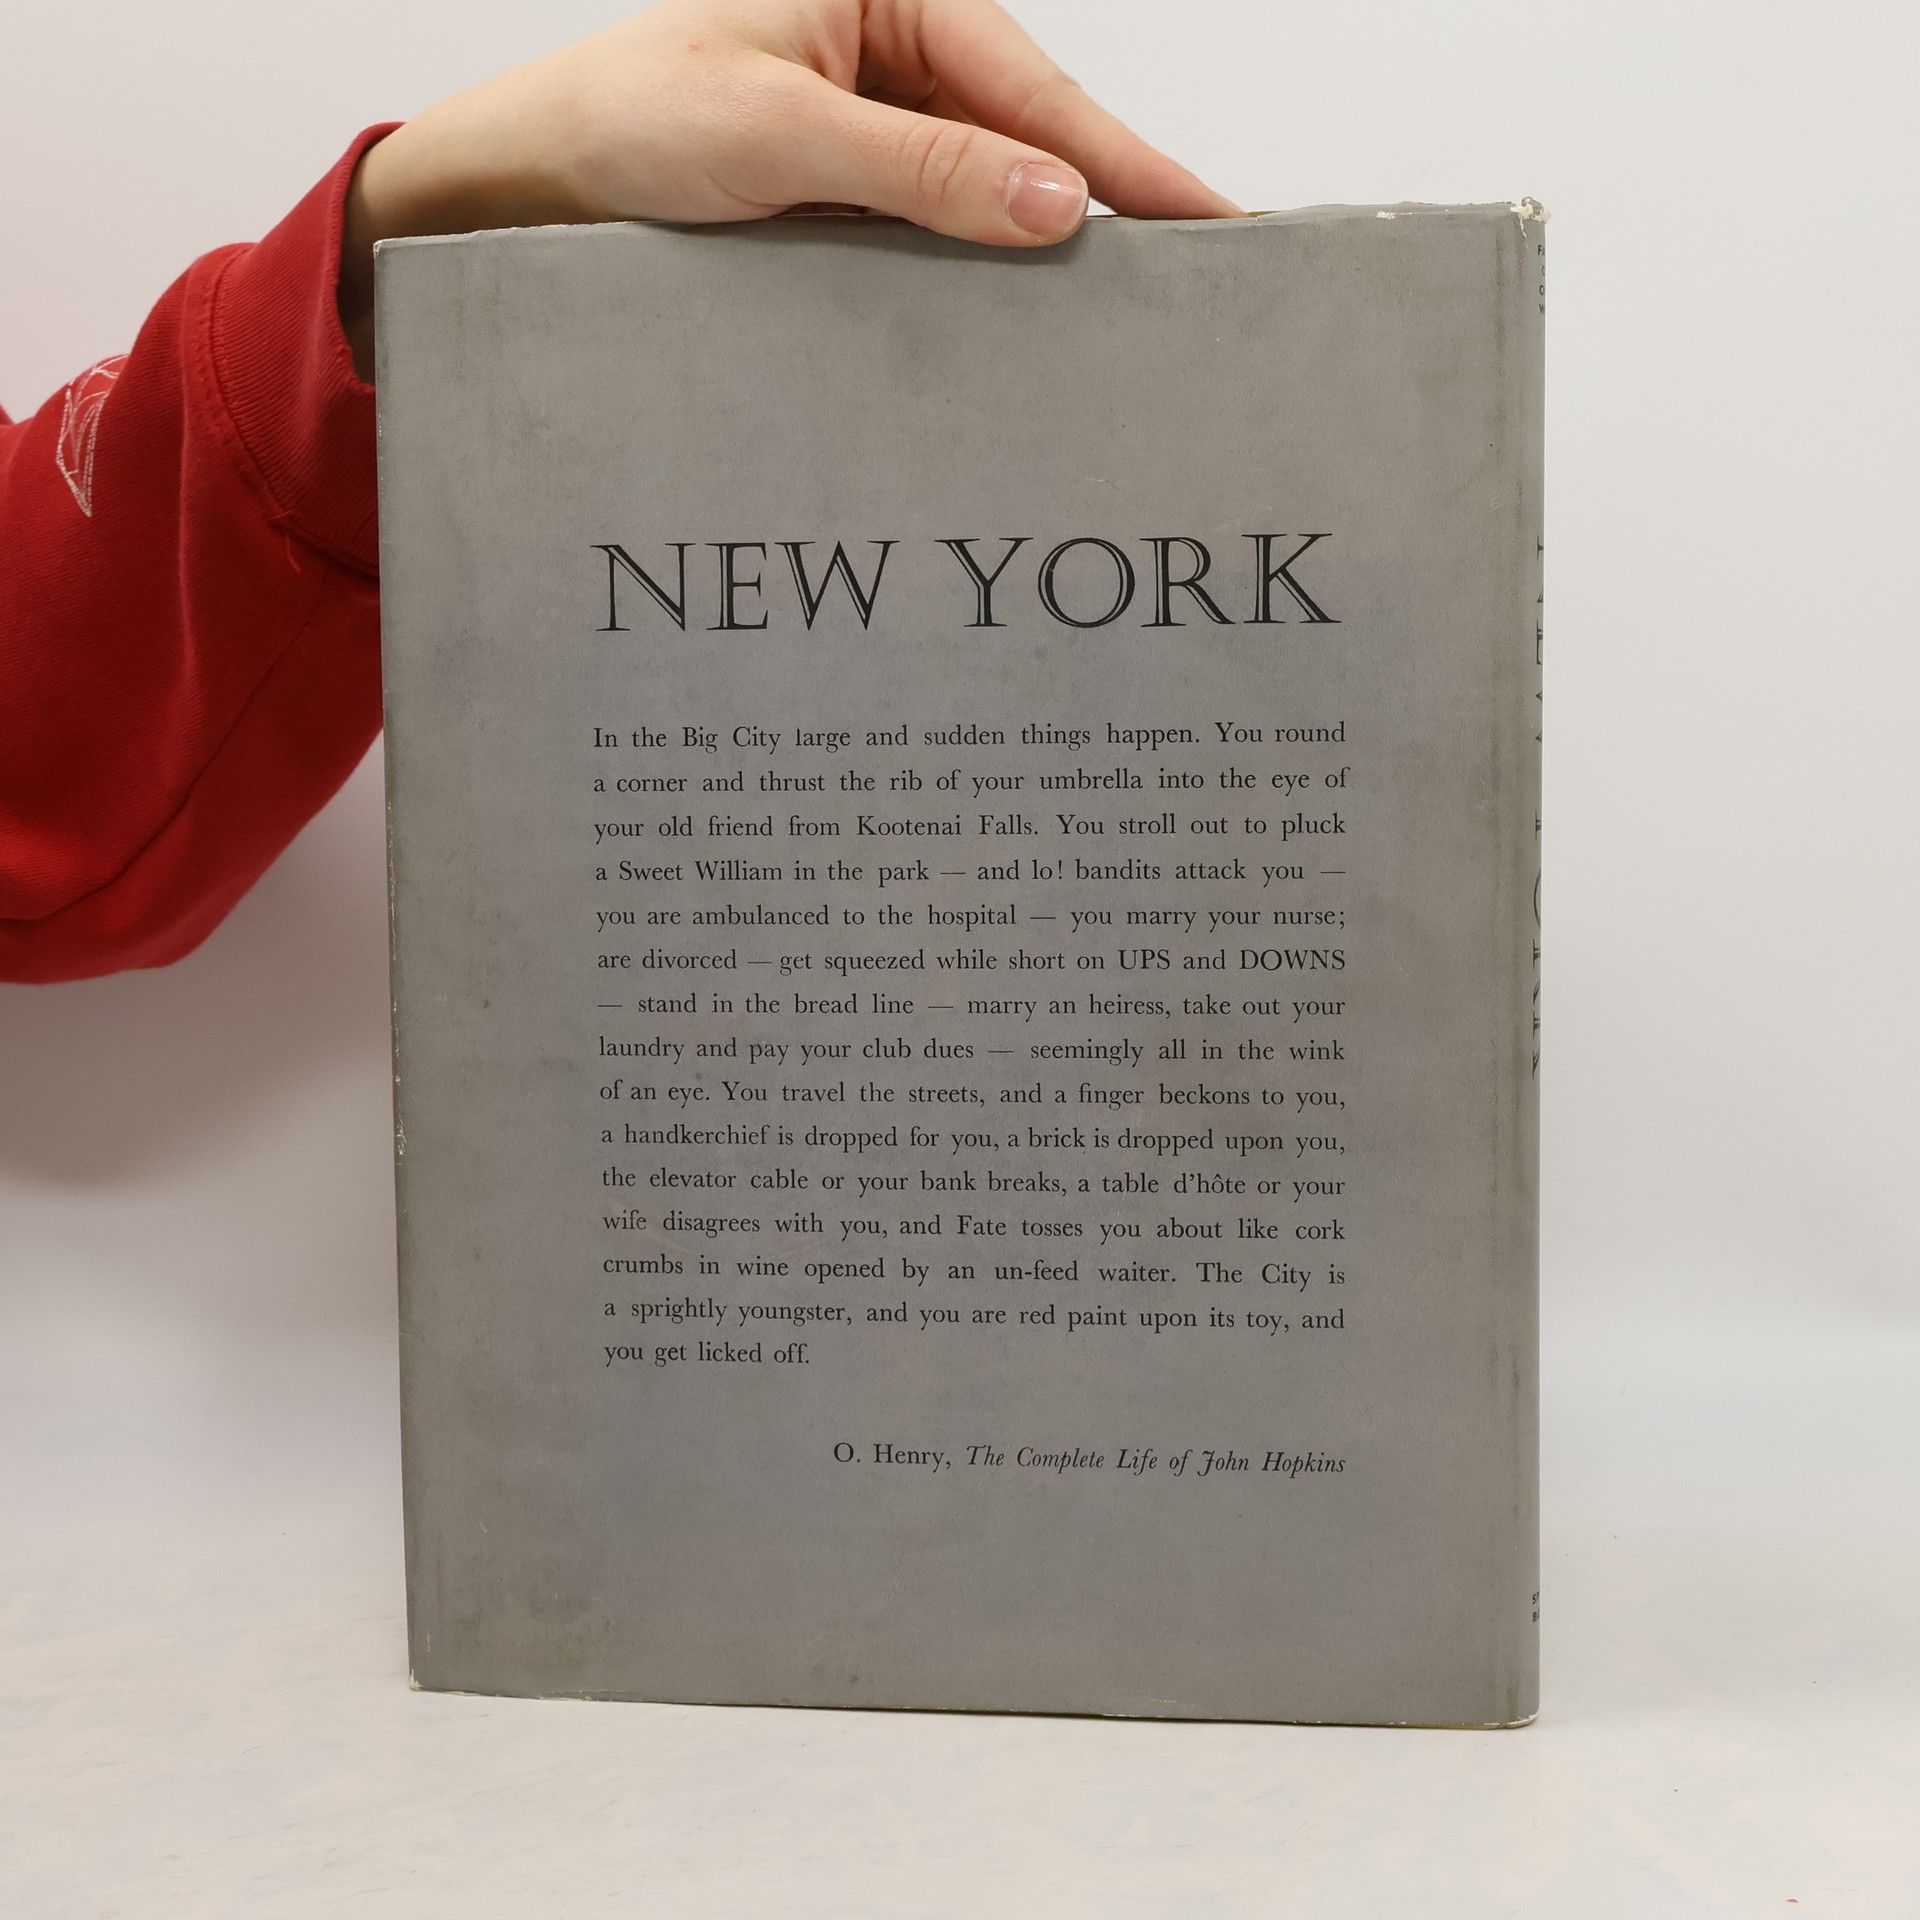 NEW YORK
In the Big City large and sudden things happen. You round
a corner and thrust the rib of your umbrella into the eye of
your old friend from Kootenai Falls. You stroll out to pluck
a Sweet William in the park — and lo! bandits attack you —
you are ambulanced to the hospital — you marry your nurse;
are divorced — get squeezed while short on UPS and DOWNS
— stand in the bread line — marry an heiress, take out your
laundry and pay your club dues — seemingly all in the wink
of an eye. You travel the streets, and a finger beckons to you,
a handkerchief is dropped for you, a brick is dropped upon you,
the elevator cable or your bank breaks, a table d'hôte or your
wife disagrees with you, and Fate tosses you about like cork
crumbs in wine opened by an un-feed waiter. The City is
a sprightly youngster, and you are red paint upon its toy, and
you get licked off.
O. Henry, The Complete Life of John Hopkins